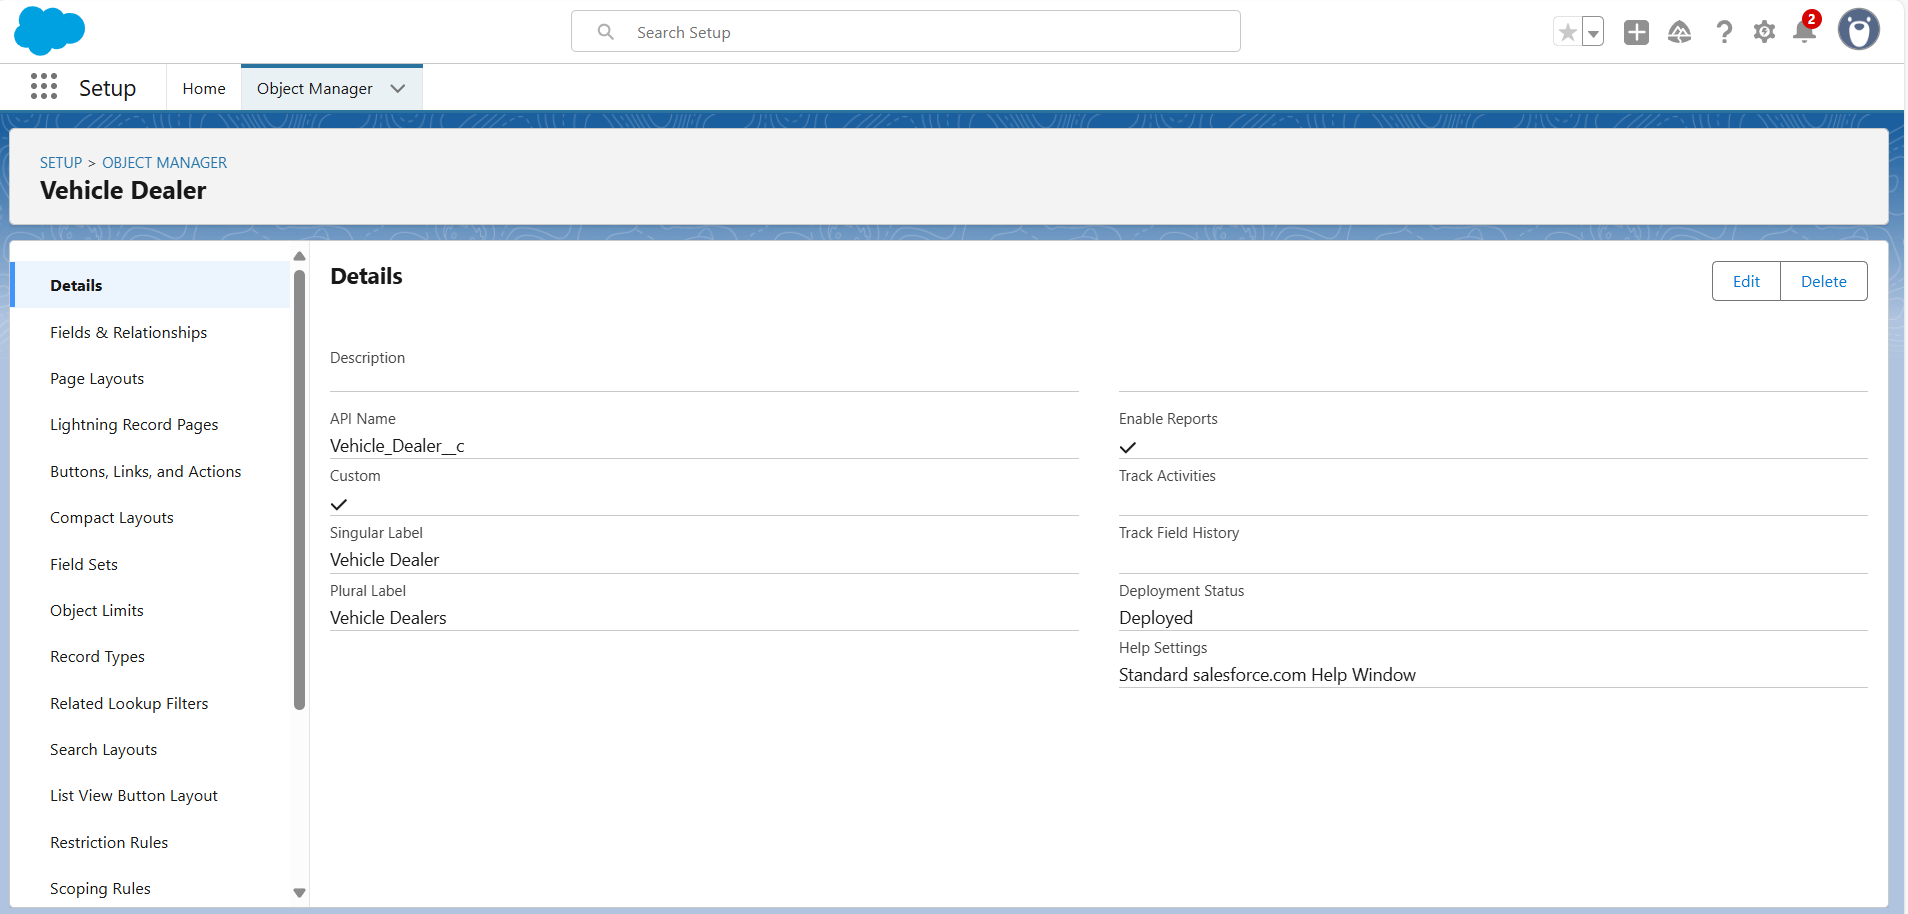 Search Setup
2
Setup
Home
Object Manager
SETUP > OBJECT MANAGER
Vehicle Dealer
Details
Fields & Relationships
Page Layouts
Lightning Record Pages
Buttons, Links, and Actions
Compact Layouts
Field Sets
Object Limits
Record Types
Related Lookup Filters
Search Layouts
List View Button Layout
Restriction Rules
Scoping Rules
Details
Edit
Delete
Description
API Name
Vehicle_Dealer__c
Custom
Singular Label
Vehicle Dealer
Plural Label
Vehicle Dealers
Enable Reports
Track Activities
Track Field History
Deployment Status
Deployed
Help Settings
Standard salesforce.com Help Window